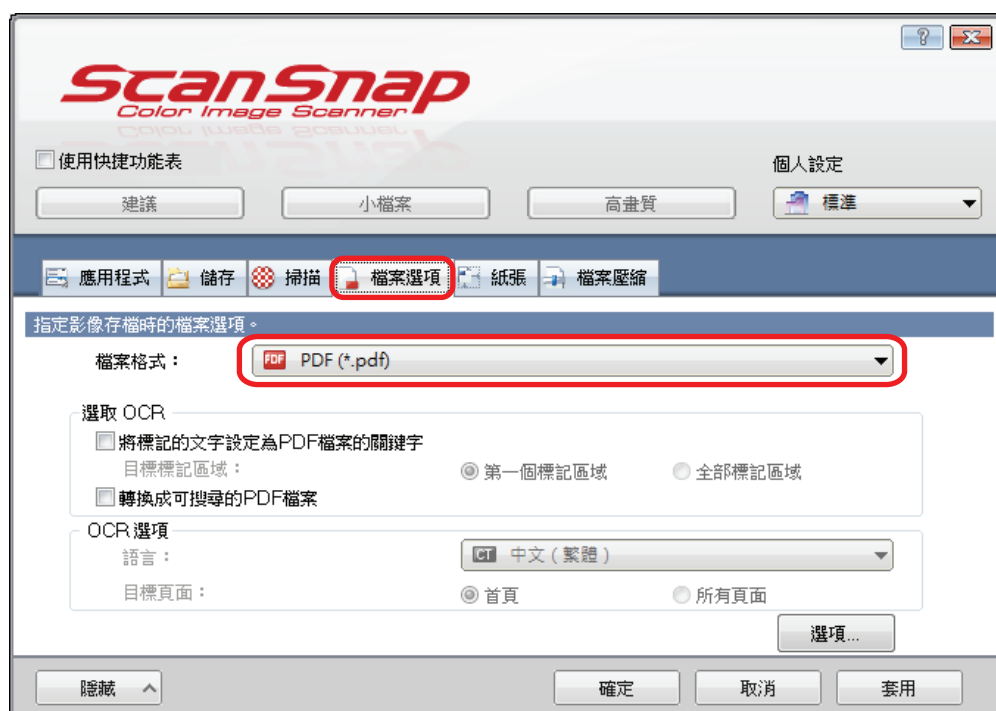 ScanSnap
Color Image Scanner
使用快捷功能表
個人設定
建議 小檔案 高畫質 標準
應用程式 儲存 掃描 檔案選項 紙張 檔案壓縮
指定影像存檔時的檔案選項。
檔案格式： PDF PDF (*.pdf)
選取 OCR
將標記的文字設定為PDF檔案的關鍵字
目標標記區域： 第一個標記區域 全部標記區域
轉換成可搜尋的PDF檔案
OCR 選項
語言： CT 中文 ( 繁體 )
目標頁面： 首頁 所有頁面
選項...
隱藏 確定 取消 套用